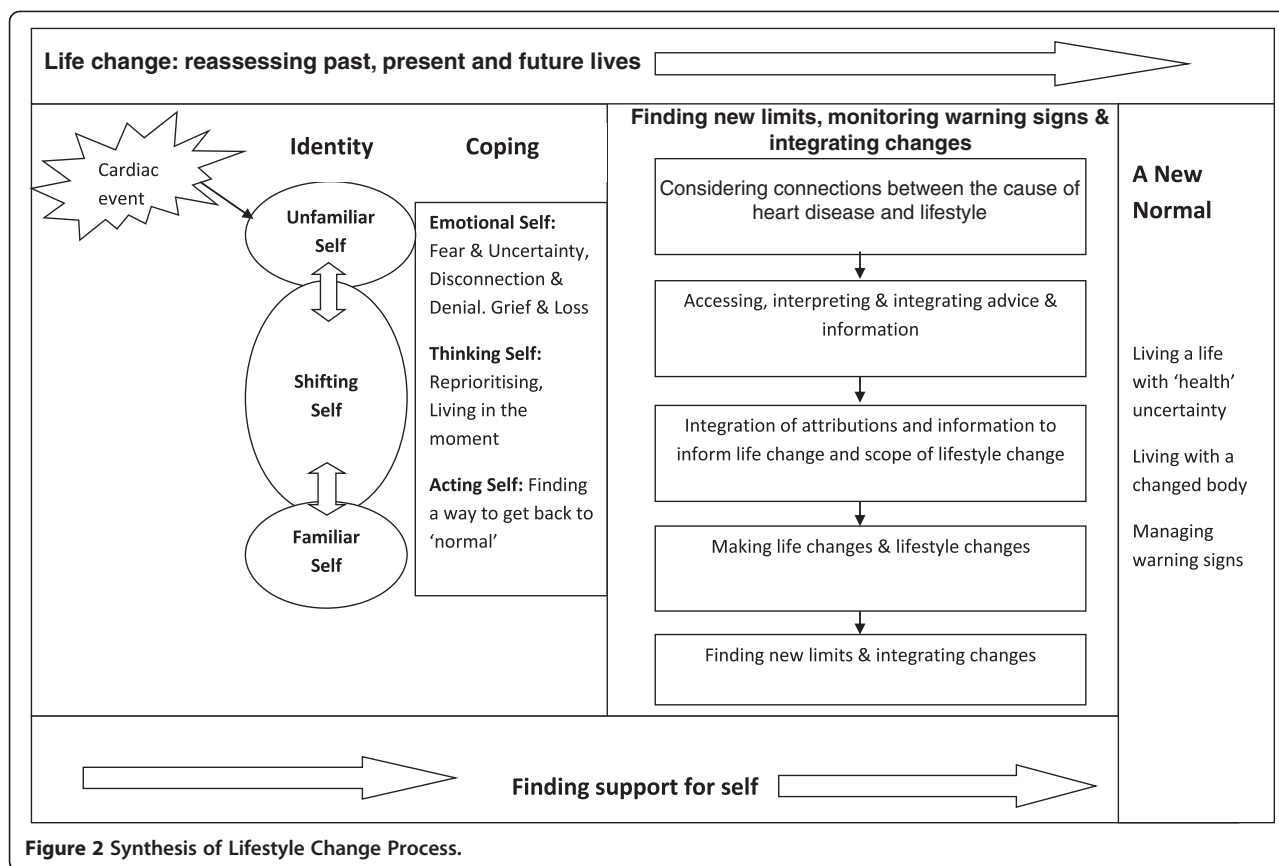 Life change: reassessing past, present and future lives
Cardiac
event
Identity
Unfamiliar
Self
Shifting
Self
Familiar
Self
Coping
Emotional Self:
Fear & Uncertainty,
Disconnection &
Denial. Grief & Loss
Thinking Self:
Reprioritising,
Living in the
moment
Acting Self: Finding
a way to get back to
‘normal’
Finding new limits, monitoring warning signs &
integrating changes
Considering connections between the cause of
heart disease and lifestyle
Accessing, interpreting & integrating advice &
information
Integration of attributions and information to
inform life change and scope of lifestyle change
Making life changes & lifestyle changes
Finding new limits & integrating changes
A New
Normal
Living a life
with ‘health’
uncertainty
Living with a
changed body
Managing
warning signs
Finding support for self
Figure 2 Synthesis of Lifestyle Change Process.